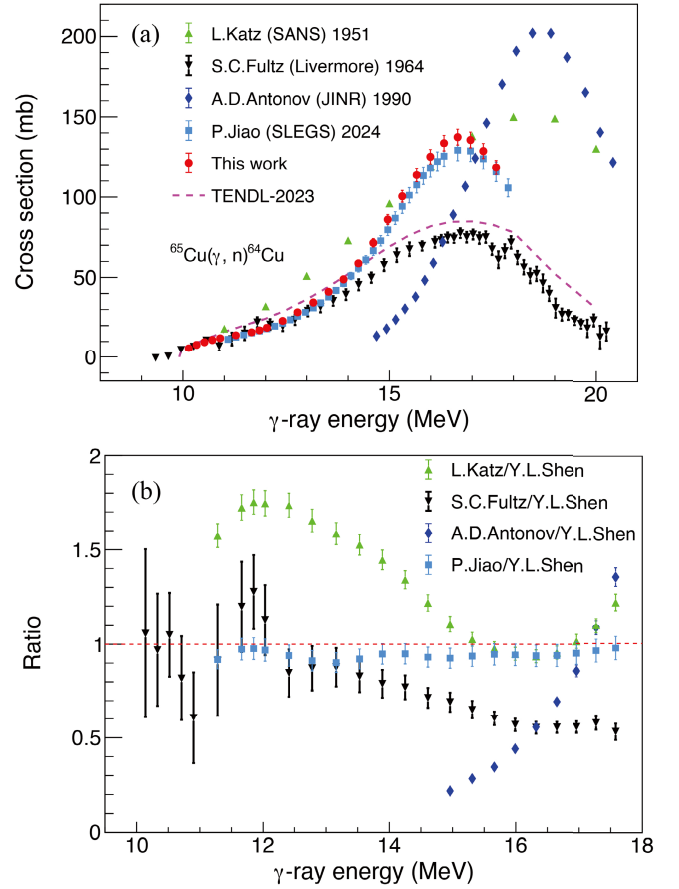 (a)
L.Katz (SANS) 1951
S.C.Fultz (Livermore) 1964
A.D.Antonov (JINR) 1990
P.Jiao (SLEGS) 2024
This work
TENDL-2023
⁶⁵Cu(γ, n)⁶⁴Cu
Cross section (mb)
200
150
100
50
0
10
15
20
γ-ray energy (MeV)
(b)
L.Katz/Y.L.Shen
S.C.Fultz/Y.L.Shen
A.D.Antonov/Y.L.Shen
P.Jiao/Y.L.Shen
Ratio
2
1.5
1
0.5
0
10
12
14
16
18
γ-ray energy (MeV)